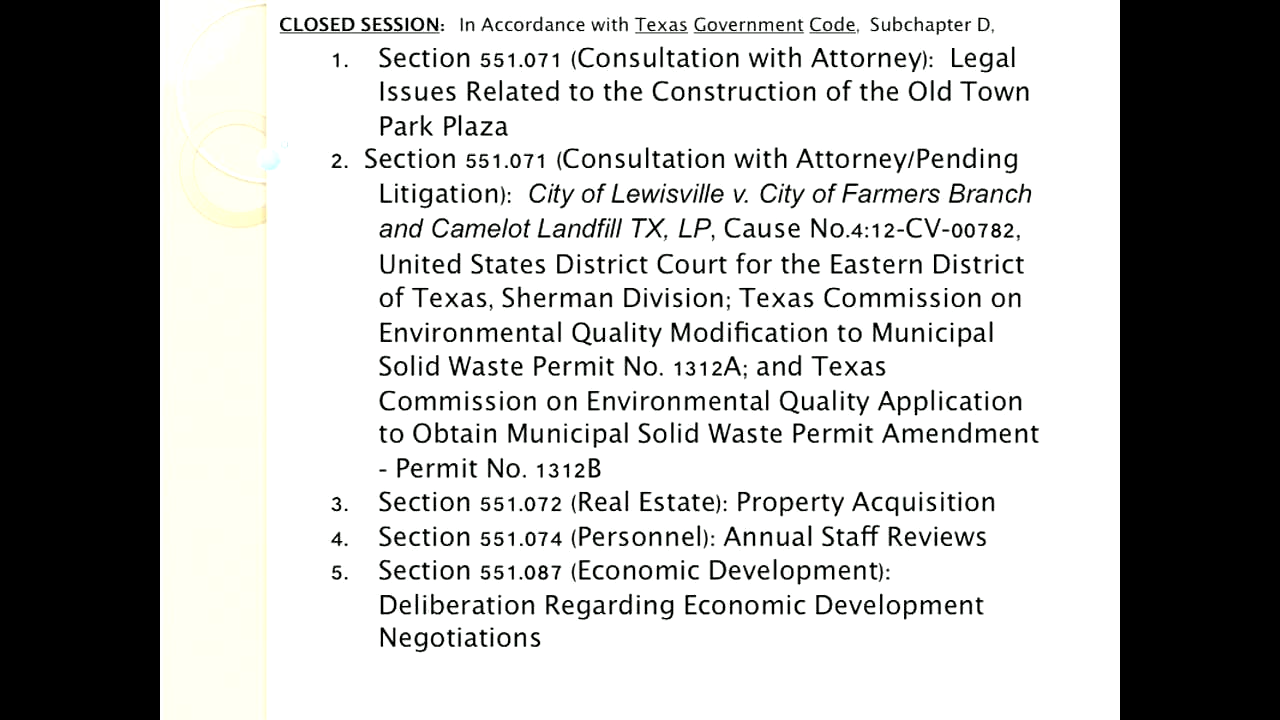 CLOSED SESSION: In Accordance with Texas Government Code, Subchapter D,
1. Section 551.071 (Consultation with Attorney): Legal
Issues Related to the Construction of the Old Town
Park Plaza
2. Section 551.071 (Consultation with Attorney/Pending
Litigation): City of Lewisville v. City of Farmers Branch
and Camelot Landfill TX, LP, Cause No.4:12-CV-00782,
United States District Court for the Eastern District
of Texas, Sherman Division; Texas Commission on
Environmental Quality Modification to Municipal
Solid Waste Permit No. 1312A; and Texas
Commission on Environmental Quality Application
to Obtain Municipal Solid Waste Permit Amendment
- Permit No. 1312B
3. Section 551.072 (Real Estate): Property Acquisition
4. Section 551.074 (Personnel): Annual Staff Reviews
5. Section 551.087 (Economic Development):
Deliberation Regarding Economic Development
Negotiations